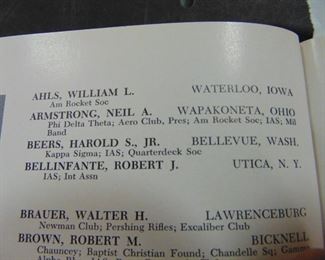 AHLS, WILLIAM L. WATERLOO, IOWA
Am Rocket Soc
ARMSTRONG, NEIL A. WAPAKONETA, OHIO
Phi Delta Theta; Aero Club, Pres; Am Rocket Soc; IAS; Mil
Band
BEERS, HAROLD S., JR. BELLEVUE, WASH.
Kappa Sigma; IAS; Quarterdeck Soc
BELLINFANTE, ROBERT J. UTICA, N. Y.
IAS; Int Assn
BRAUER, WALTER H. LAWRENCEBURG
Newman Club; Pershing Rifles; Excaliber Club
BROWN, ROBERT M. BICKNELL
Chauncey; Baptist Christian Found; Chandelle Sq; Gamma